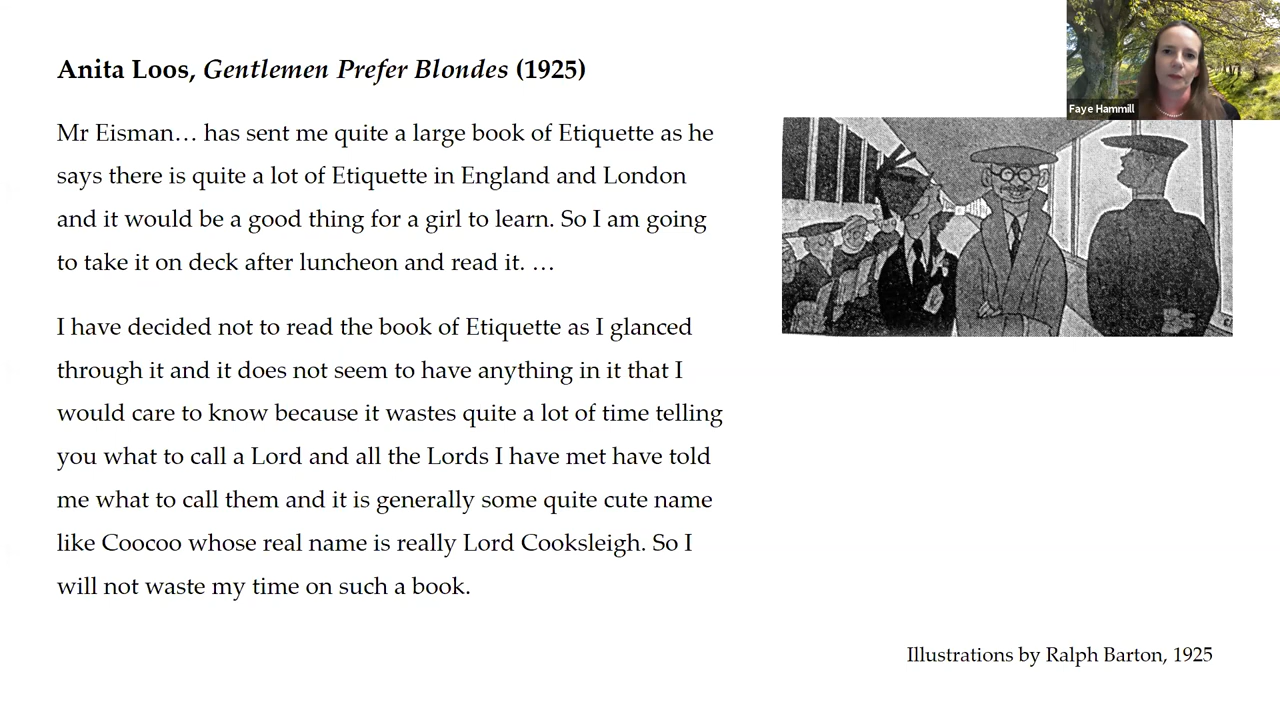 Anita Loos, Gentlemen Prefer Blondes (1925)
Mr Eisman… has sent me quite a large book of Etiquette as he
says there is quite a lot of Etiquette in England and London
and it would be a good thing for a girl to learn. So I am going
to take it on deck after luncheon and read it. …
I have decided not to read the book of Etiquette as I glanced
through it and it does not seem to have anything in it that I
would care to know because it wastes quite a lot of time telling
you what to call a Lord and all the Lords I have met have told
me what to call them and it is generally some quite cute name
like Coocoo whose real name is really Lord Cooksleigh. So I
will not waste my time on such a book.
Faye Hammill
Illustrations by Ralph Barton, 1925